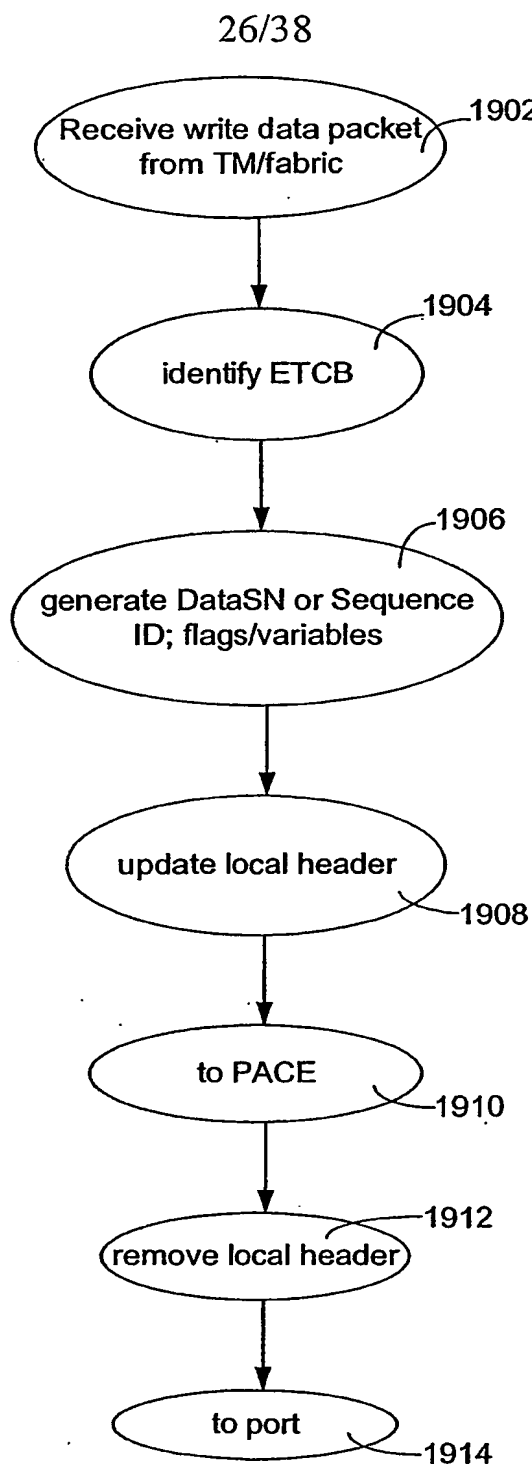 26/38
Receive write data packet
from TM/fabric
1902
identify ETCB
1904
generate DataSN or Sequence
ID; flags/variables
1906
update local header
1908
to PACE
1910
remove local header
1912
to port
1914